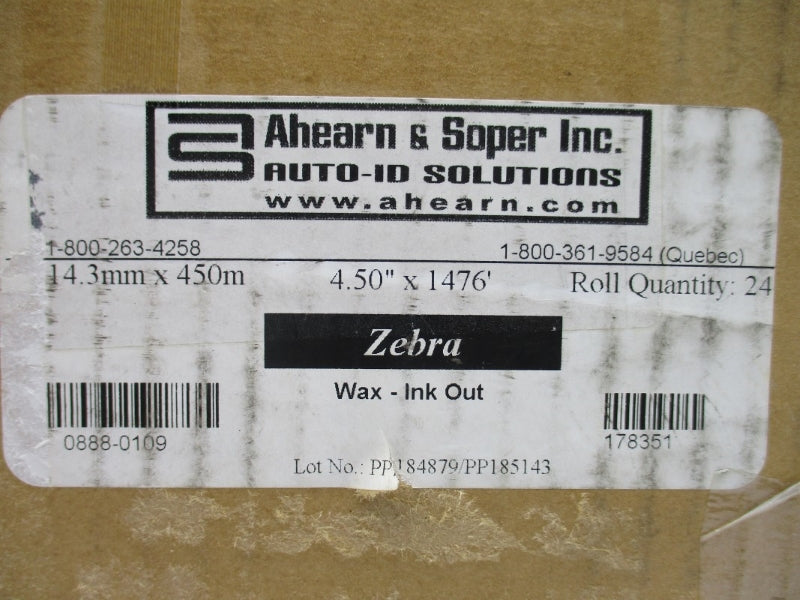 Ahearn & Soper Inc.
AUTO-ID SOLUTIONS
www.ahearn.com
1-800-263-4258 1-800-361-9584 (Quebec)
14.3mm x 450m 4.50" x 1476' Roll Quantity: 24
Zebra
Wax - Ink Out
0888-0109 178351
Lot No.: PP184879/PP185143